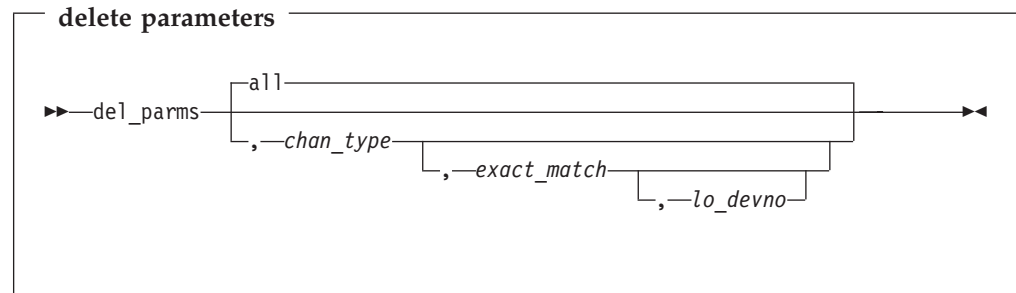 delete parameters
all
del_parms
, chan_type
, exact_match
, lo_devno